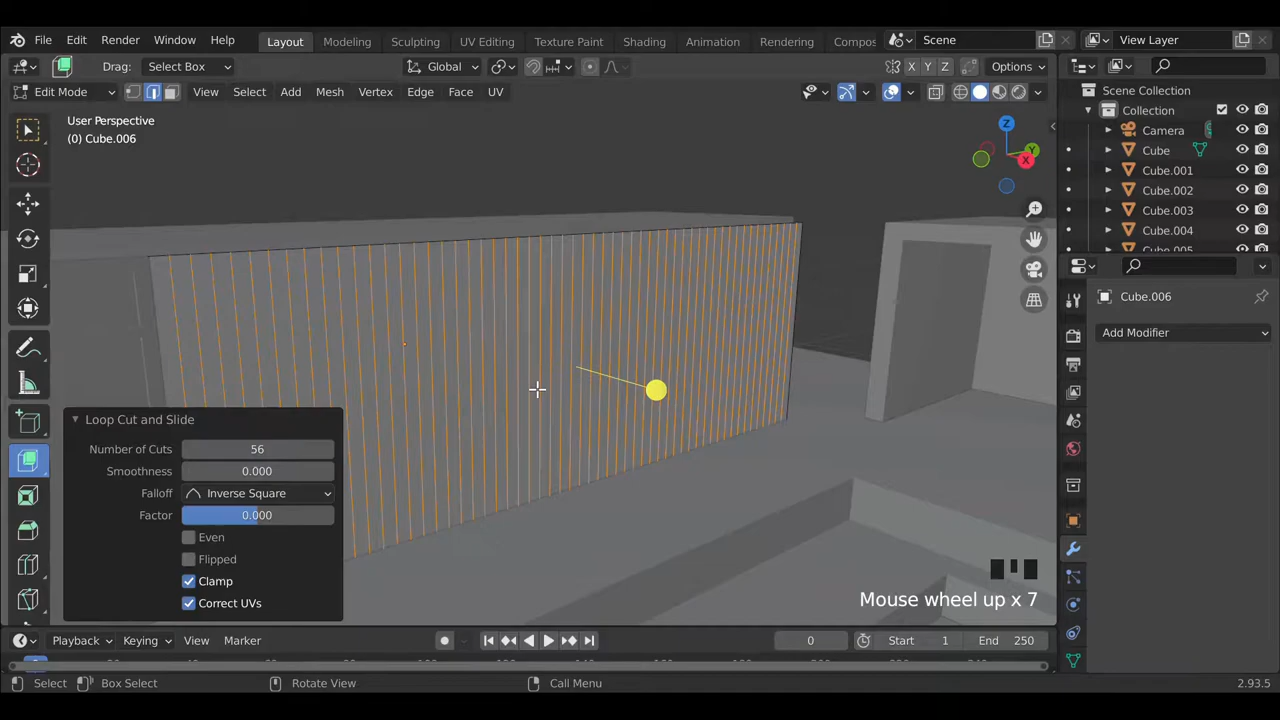 File Edit Render Window Help Layout Modeling Sculpting UV Editing Texture Paint Shading Animation Rendering Compos Scene View Layer
Drag: Select Box Global X Y Z Options
Edit Mode View Select Add Mesh Vertex Edge Face UV
Scene Collection
Collection
Camera
Cube
Cube.001
Cube.002
Cube.003
Cube.004
Cube.005
User Perspective
(0) Cube.006
Z
Y
X
Cube.006
Add Modifier
Loop Cut and Slide
Number of Cuts 56
Smoothness 0.000
Falloff Inverse Square
Factor 0.000
Even
Flipped
Clamp
Correct UVs
Mouse wheel up x 7
Playback Keying View Marker 0 Start 1 End 250
Select Box Select Rotate View Call Menu 2.93.5